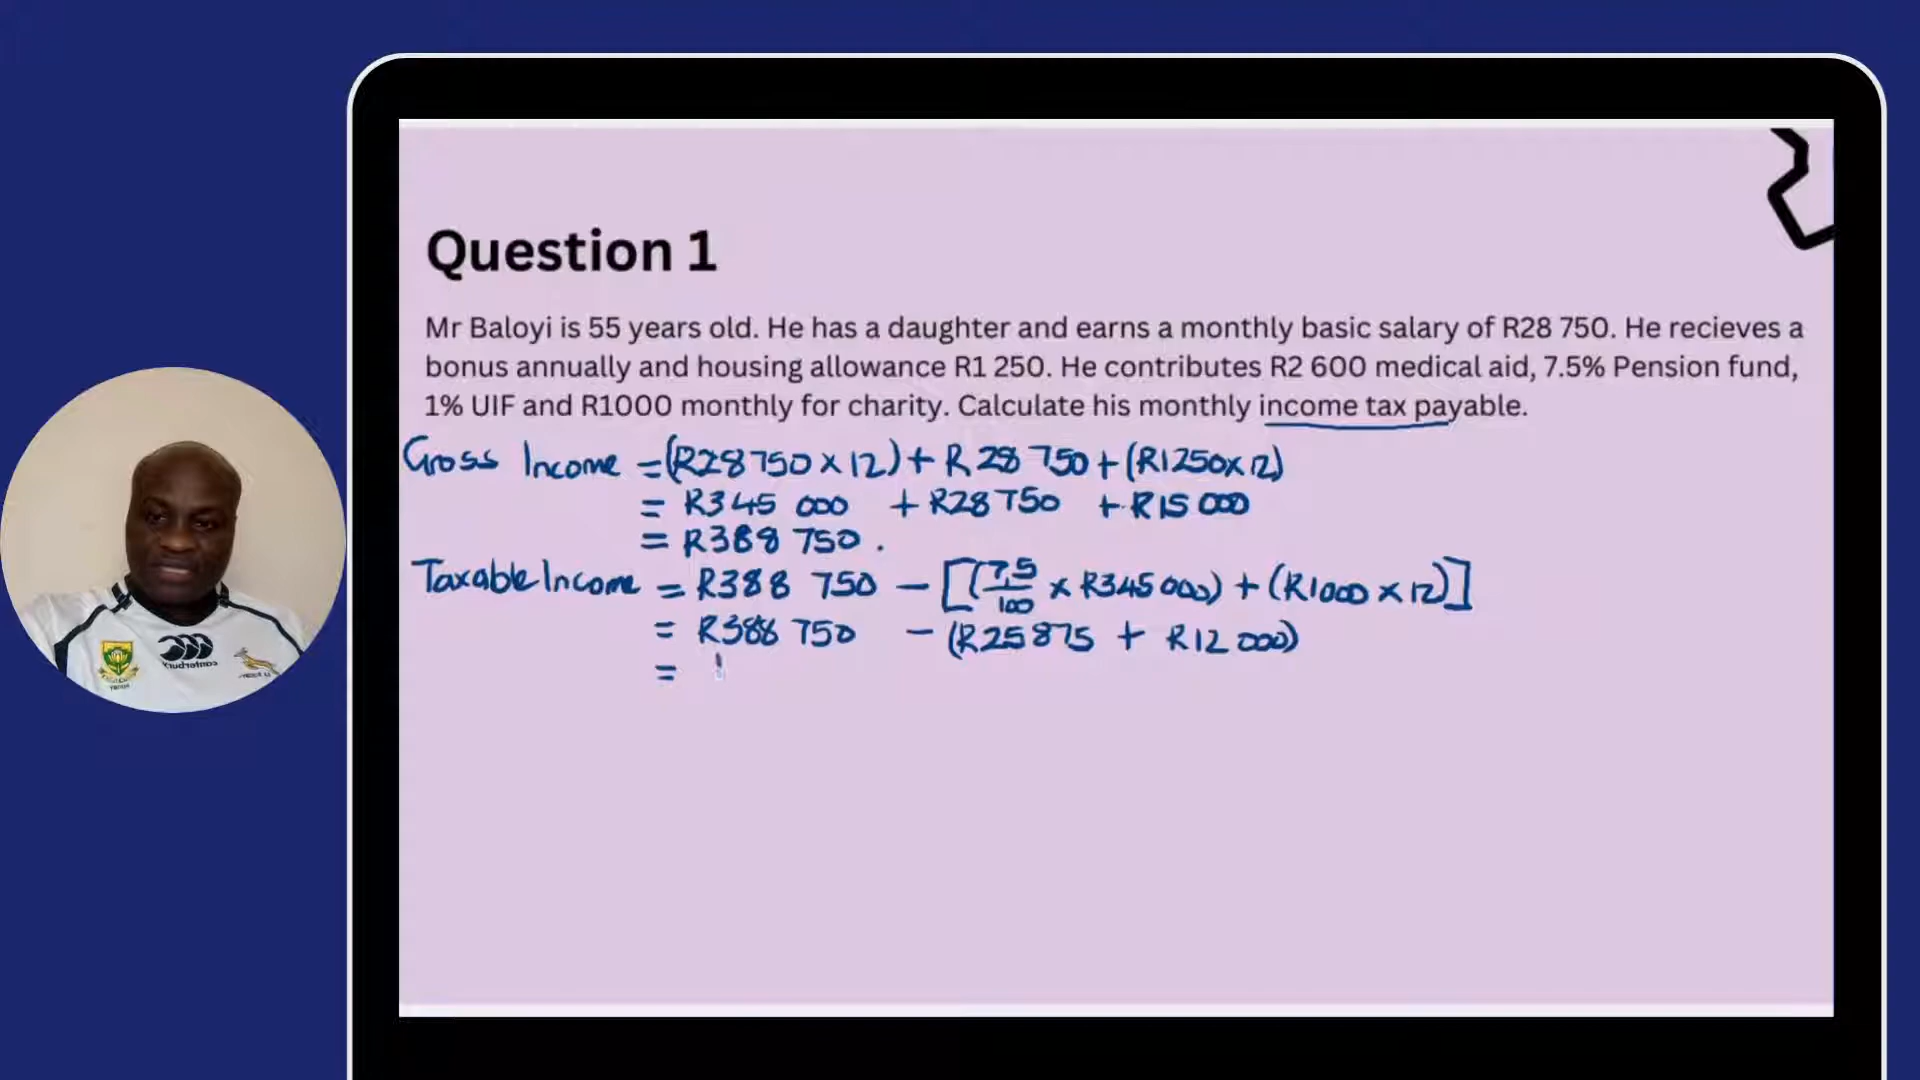 Question 1
Mr Baloyi is 55 years old. He has a daughter and earns a monthly basic salary of R28 750. He recieves a
bonus annually and housing allowance R1 250. He contributes R2 600 medical aid, 7.5% Pension fund,
1% UIF and R1000 monthly for charity. Calculate his monthly income tax payable.
Gross Income = (R28 750 × 12) + R 28 750 + (R1250 × 12)
= R345 000 + R28 750 + R15 000
= R388 750.
Taxable Income = R388 750 - [(7,5/100 × R345 000) + (R1000 × 12)]
= R388 750 - (R25 875 + R12 000)
=